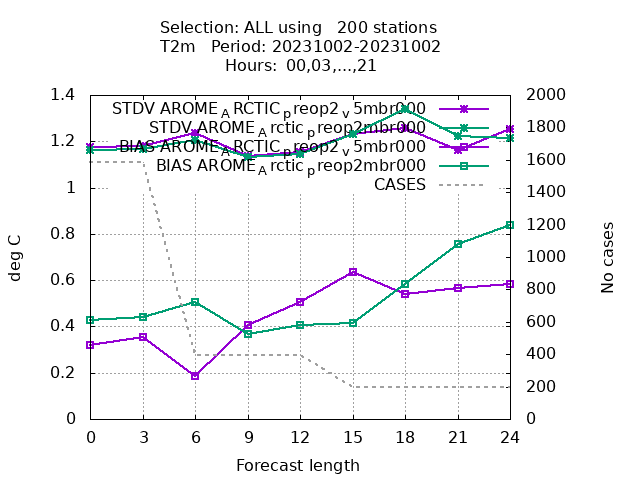 Selection: ALL using   200 stations
T2m   Period: 20231002-20231002
Hours:  00,03,...,21
1.4
1.2
1
0.8
0.6
0.4
0.2
0
2000
1800
1600
1400
1200
1000
800
600
400
200
0
STDV AROME_ARCTIC_preop2_v5mbr000
STDV AROME_Arctic_preop2mbr000
BIAS AROME_ARCTIC_preop2_v5mbr000
BIAS AROME_Arctic_preop2mbr000
CASES
deg C
No cases
0 3 6 9 12 15 18 21 24
Forecast length